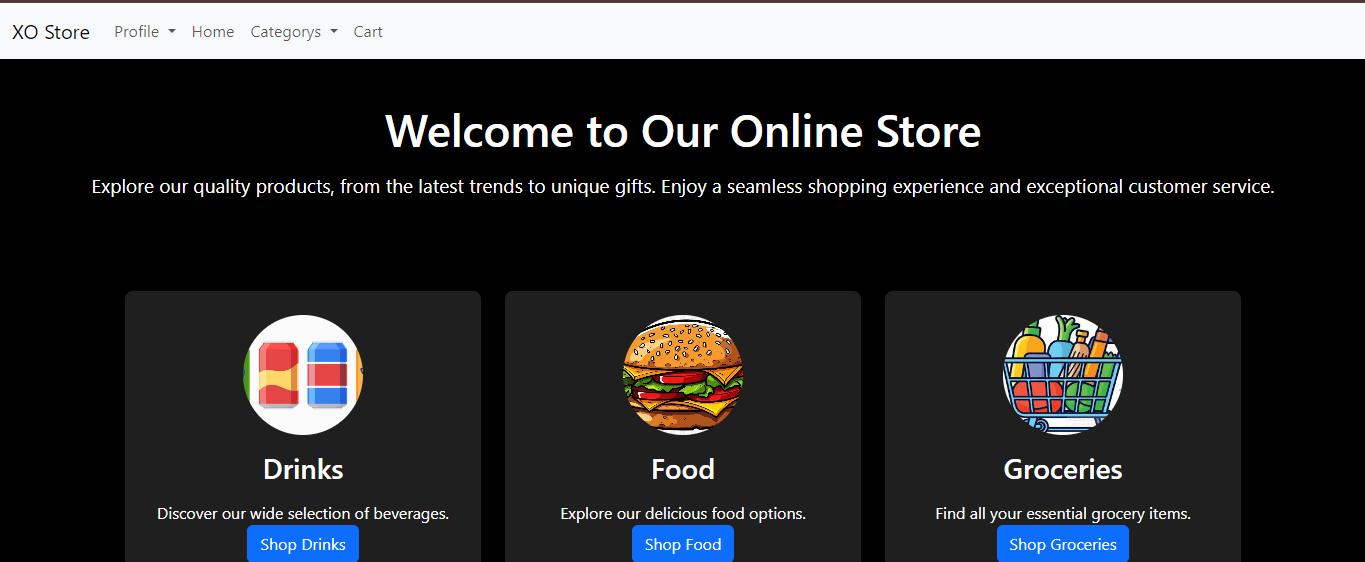 XO Store Profile Home Categorys Cart
Welcome to Our Online Store
Explore our quality products, from the latest trends to unique gifts. Enjoy a seamless shopping experience and exceptional customer service.
Drinks
Discover our wide selection of beverages.
Shop Drinks
Food
Explore our delicious food options.
Shop Food
Groceries
Find all your essential grocery items.
Shop Groceries